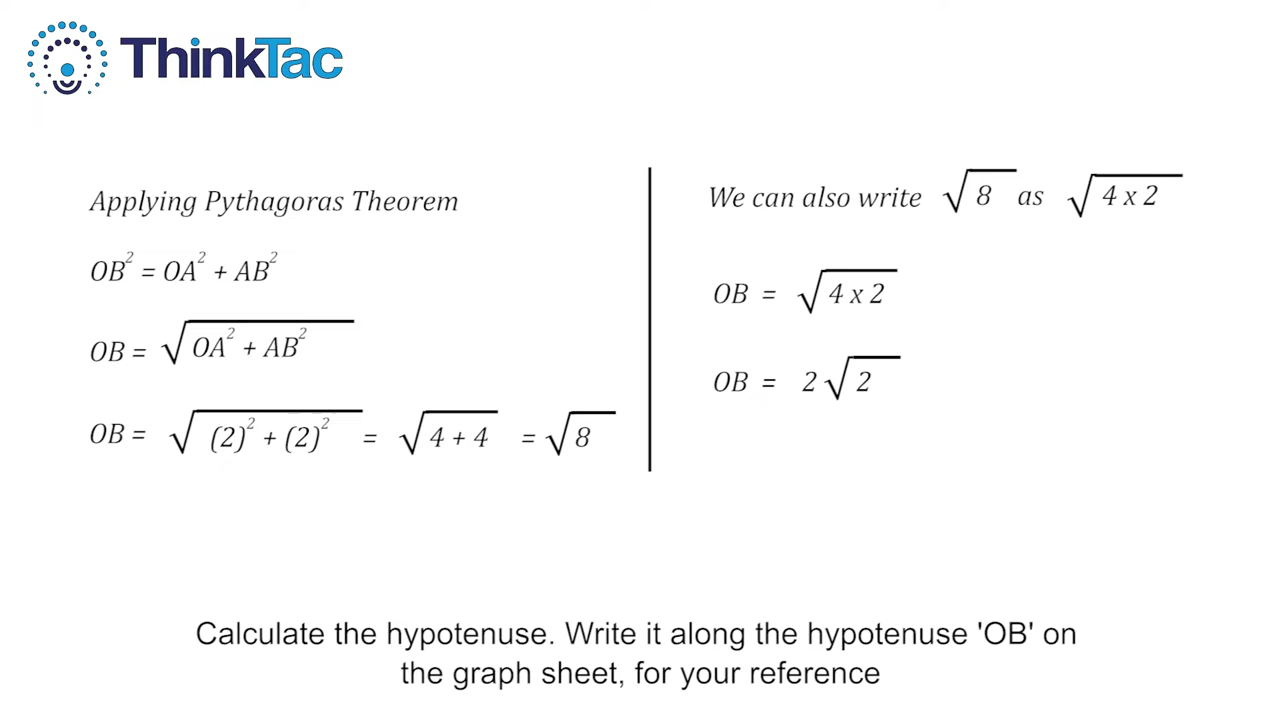 ThinkTac
Applying Pythagoras Theorem
OB² = OA² + AB²
OB = √(OA² + AB²)
OB = √((2)² + (2)²) = √(4 + 4) = √8
We can also write √8 as √(4 x 2)
OB = √(4 x 2)
OB = 2√2
Calculate the hypotenuse. Write it along the hypotenuse 'OB' on
the graph sheet, for your reference